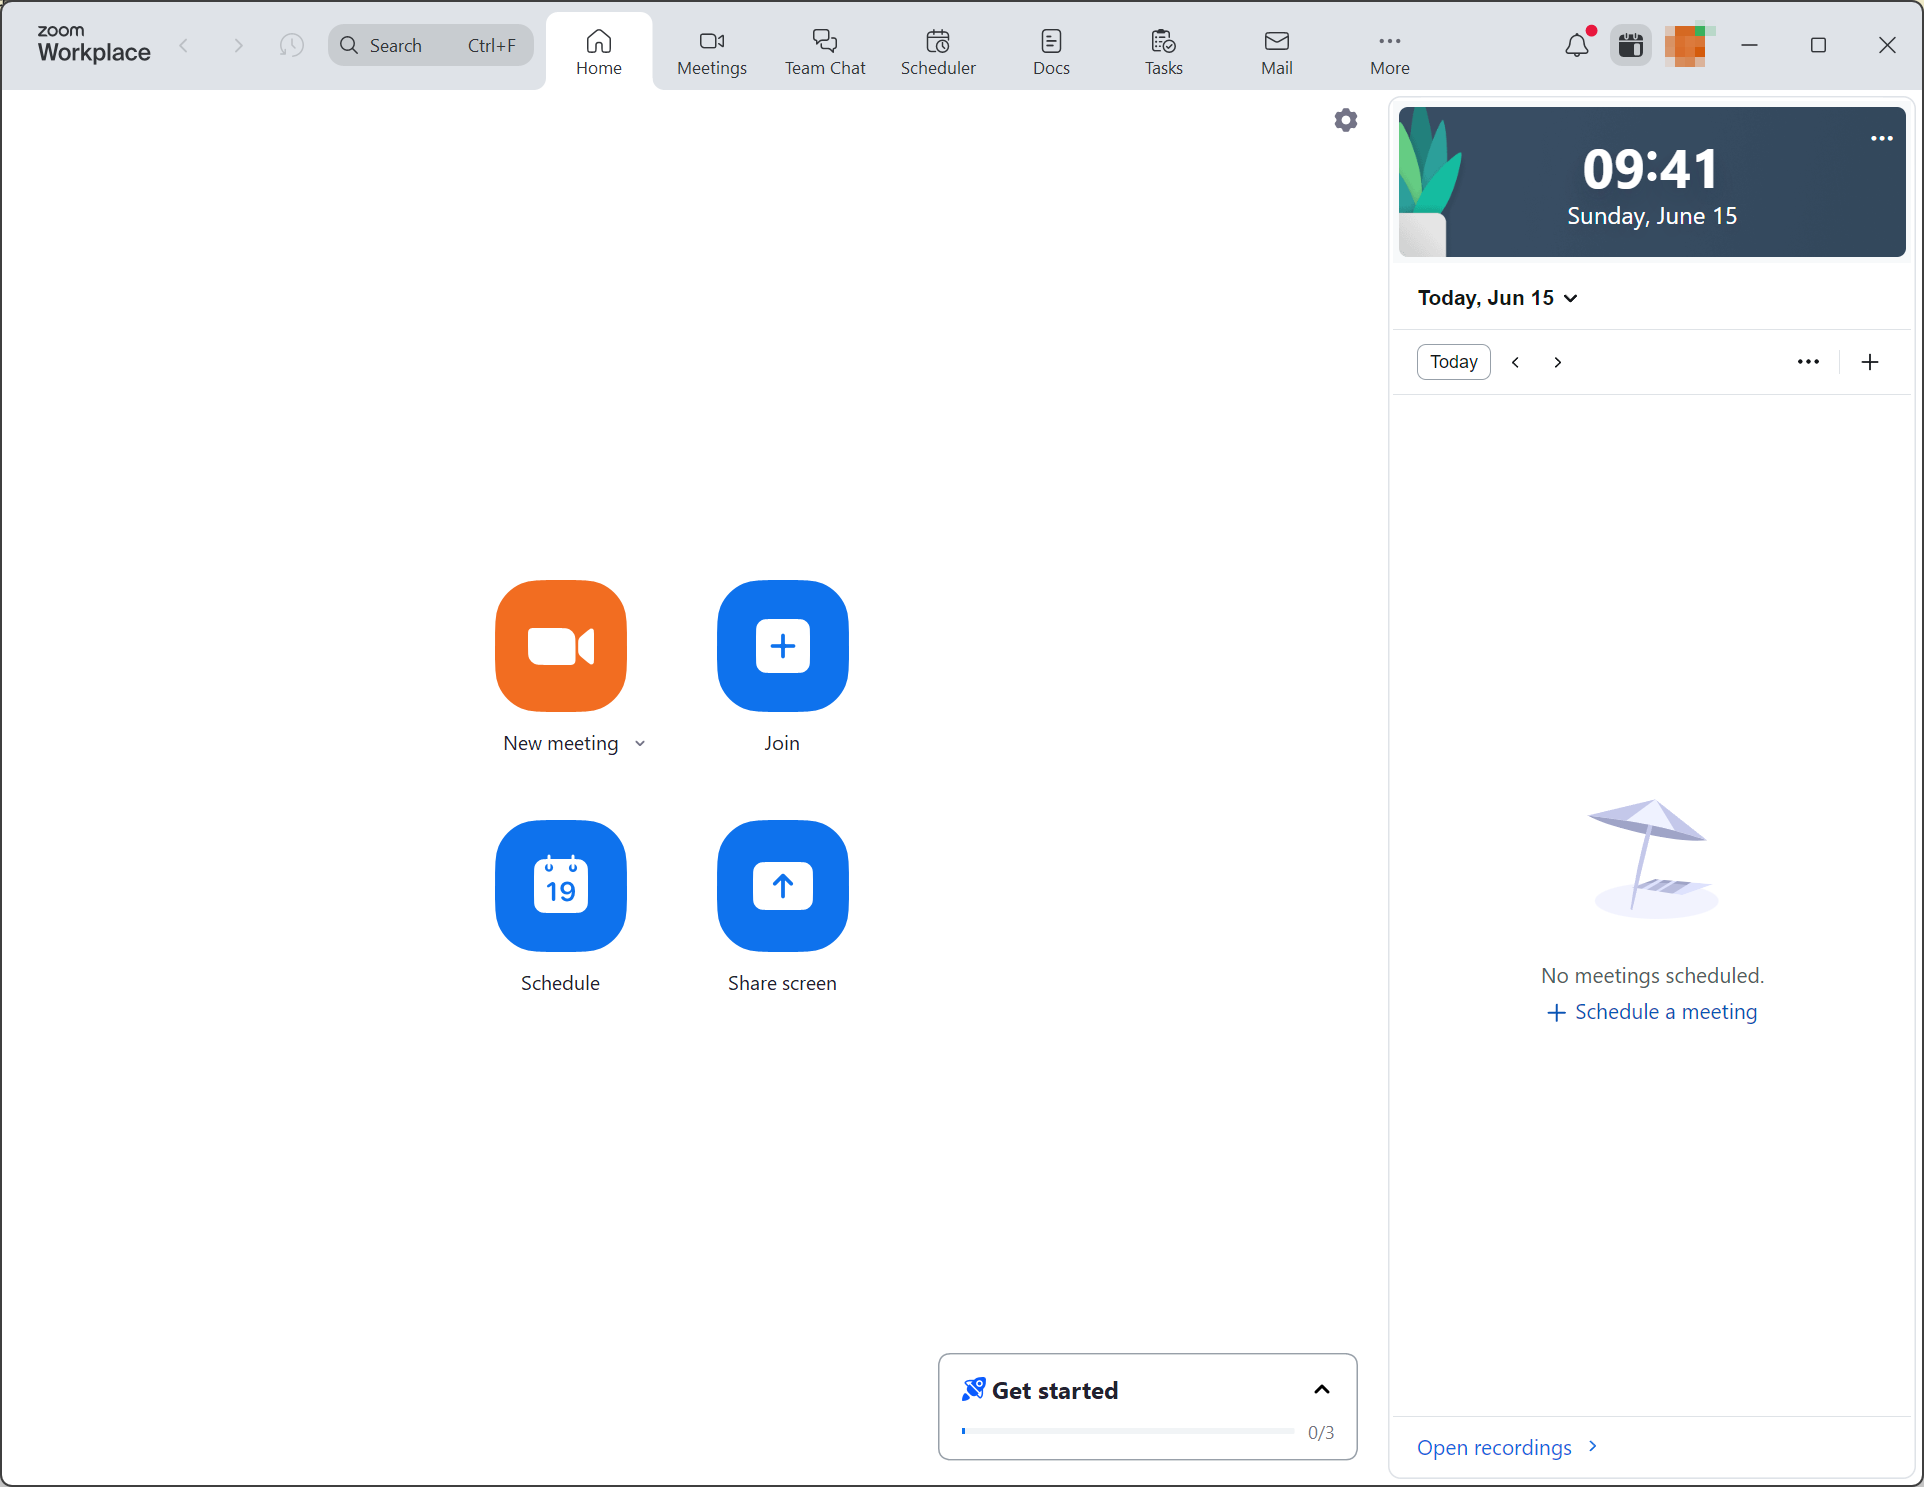 zoom
Workplace
Search Ctrl+F
Home
Meetings
Team Chat
Scheduler
Docs
Tasks
Mail
More
09:41
Sunday, June 15
Today, Jun 15
Today
New meeting
Join
19
Schedule
Share screen
No meetings scheduled.
+ Schedule a meeting
Get started
0/3
Open recordings